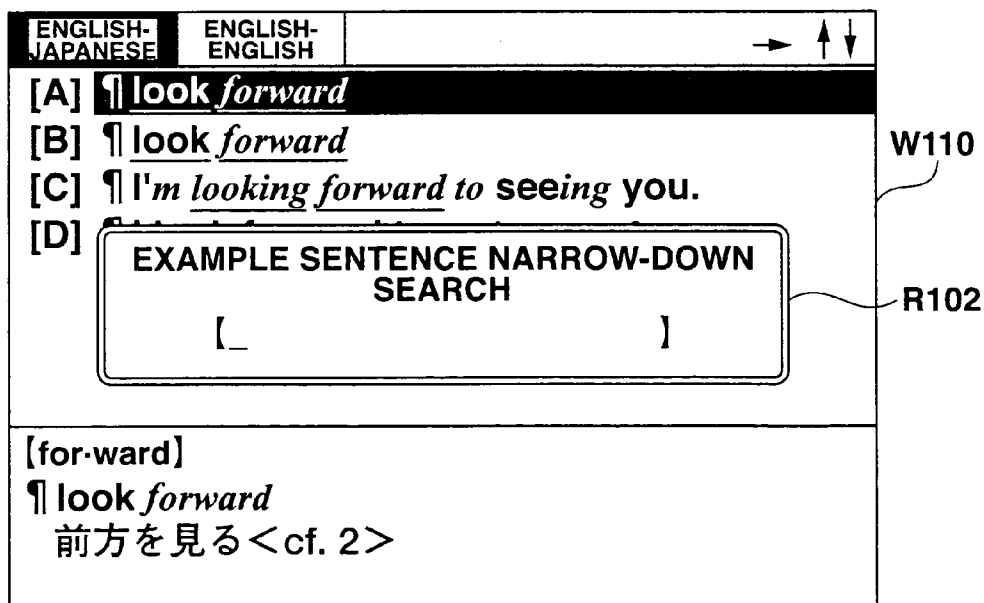 ENGLISH-JAPANESE ENGLISH-ENGLISH → ↑↓
[A] ¶ look forward
[B] ¶ look forward
W110
[C] ¶ I'm looking forward to seeing you.
[D]
EXAMPLE SENTENCE NARROW-DOWN
SEARCH
R102
【_ 】
【for·ward】
¶ look forward
前方を見る＜cf. 2＞